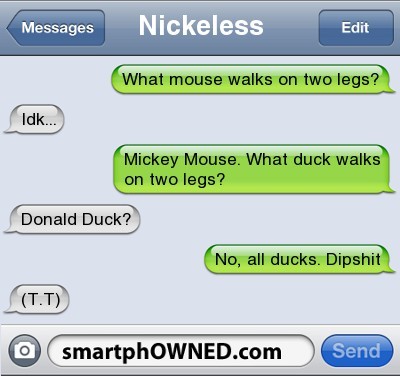 Messages
Nickeless
Edit
What mouse walks on two legs?
Idk...
Mickey Mouse. What duck walks
on two legs?
Donald Duck?
No, all ducks. Dipshit
(T.T)
smartphOWNED.com
Send